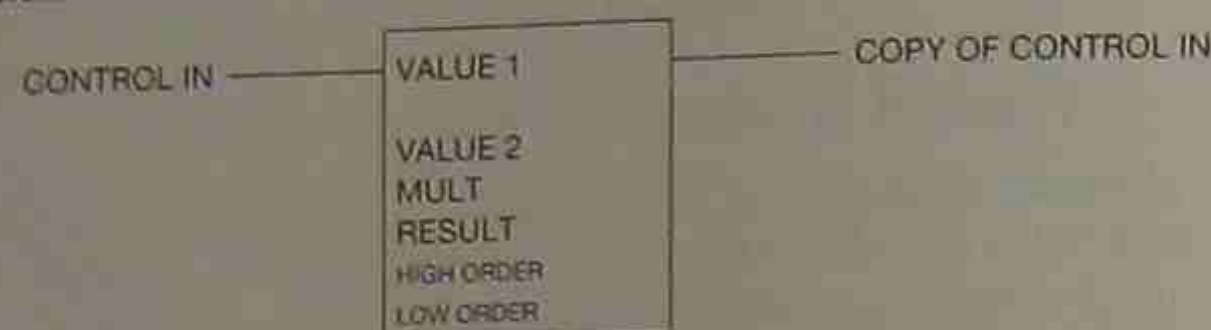 CONTROL IN
VALUE 1
COPY OF CONTROL IN
VALUE 2
MULT
RESULT
HIGH ORDER
LOW ORDER